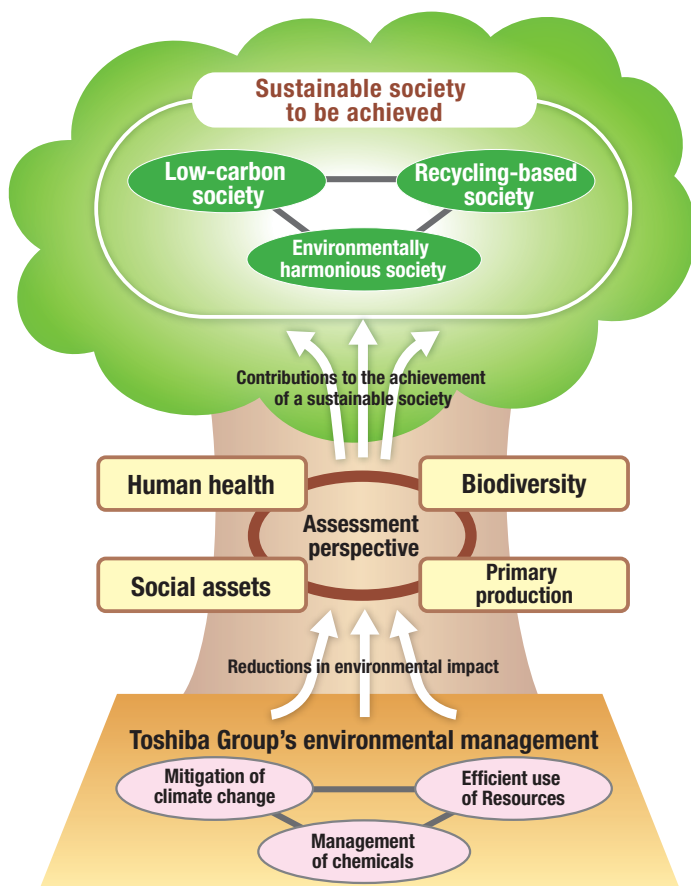 Sustainable society
to be achieved
Low-carbon
society
Recycling-based
society
Environmentally
harmonious society
Contributions to the achievement
of a sustainable society
Human health
Biodiversity
Assessment
perspective
Social assets
Primary
production
Reductions in environmental impact
Toshiba Group's environmental management
Mitigation of
climate change
Efficient use
of Resources
Management
of chemicals